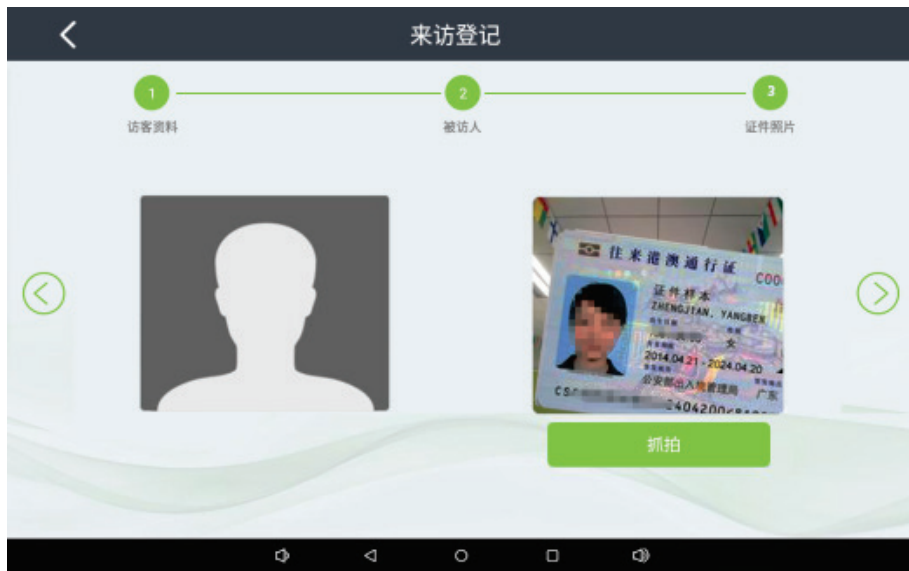 来访登记
1
2
3
访客资料
被访人
证件照片
往来港澳通行证
C00
证件样本
ZHENGJIAN, YANGBEN
女
2014.04.21 - 2024.04.20
公安部出入境管理局
广东
抓拍